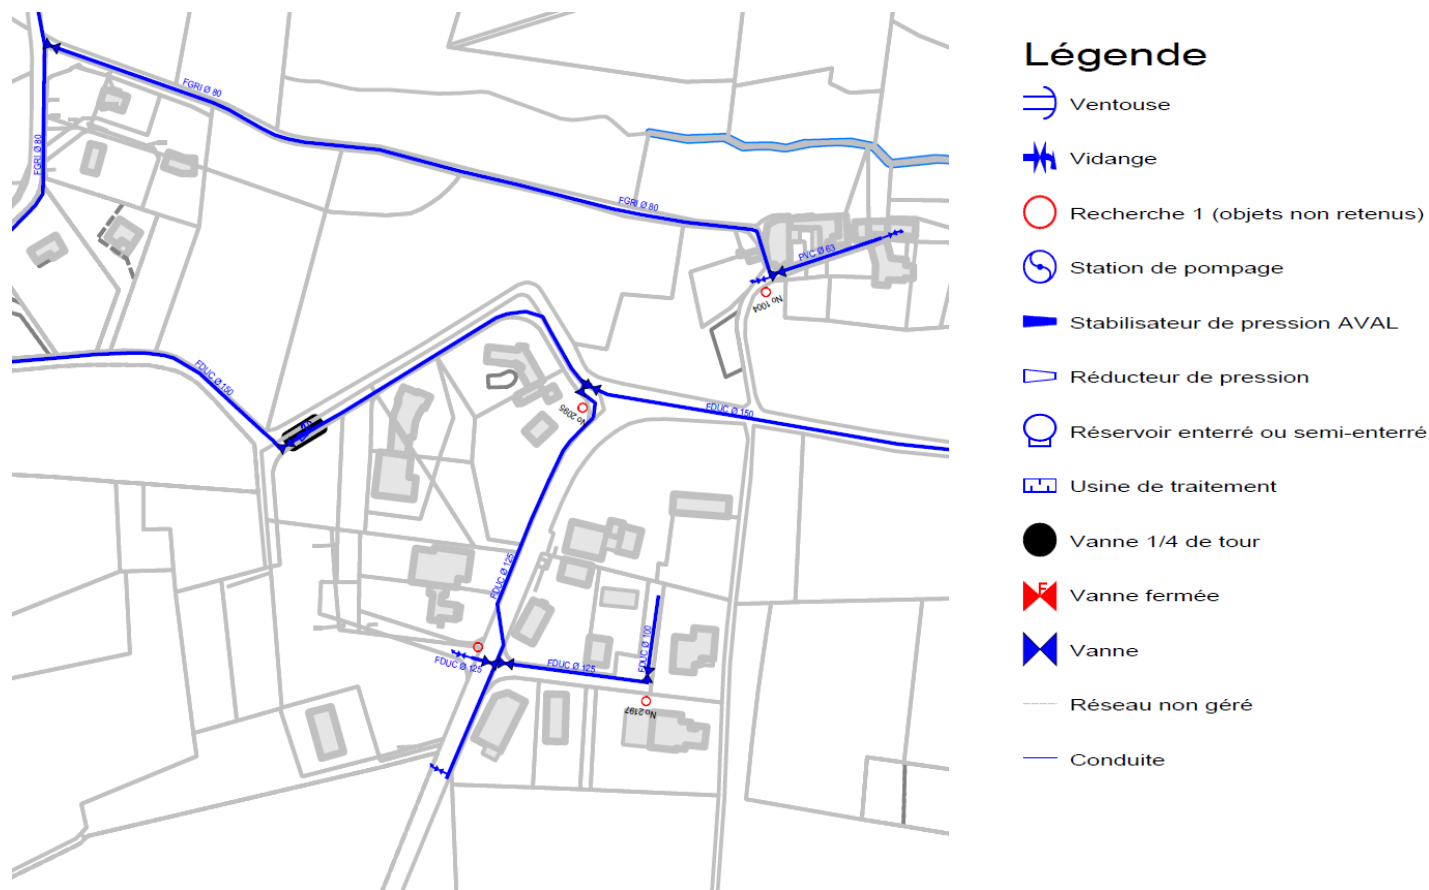 Légende
Ventouse
Vidange
Recherche 1 (objets non retenus)
Station de pompage
Stabilisateur de pression AVAL
Réducteur de pression
Réservoir enterré ou semi-enterré
Usine de traitement
Vanne 1/4 de tour
F
Vanne fermée
Vanne
Réseau non géré
Conduite
FGRI Ø 80
FGRI Ø 80
FGRI Ø 80
PVC Ø 63
No 1004
FDUC Ø 150
No 2095
FDUC Ø 150
FDUC Ø 125
FDUC Ø 100
FDUC Ø 125
FDUC Ø 125
No 2197